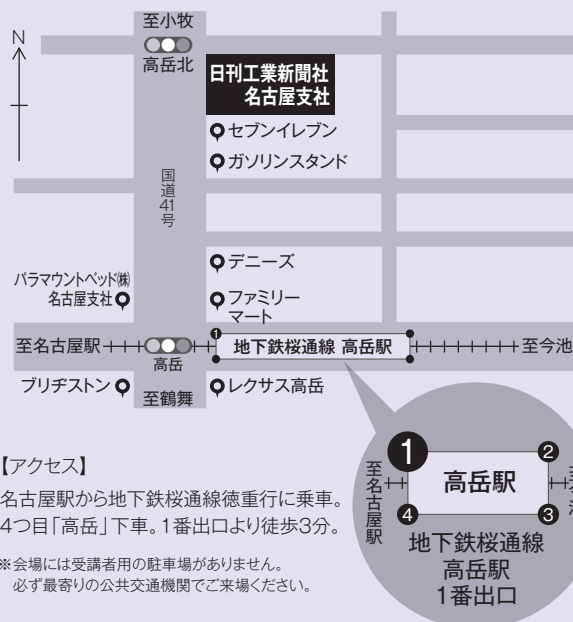 至小牧
N
高岳北
日刊工業新聞社
名古屋支社
セブンイレブン
ガソリンスタンド
国道41号
デニーズ
パラマウントベッド㈱
名古屋支社
ファミリー
マート
至名古屋駅
1
地下鉄桜通線 高岳駅
至今池
高岳
ブリヂストン
至鶴舞
レクサス高岳
【アクセス】
名古屋駅から地下鉄桜通線徳重行に乗車。
4つ目「高岳」下車。1番出口より徒歩3分。
※会場には受講者用の駐車場がありません。
必ず最寄りの公共交通機関でご来場ください。
1
2
至名古屋駅
高岳駅
4
3
地下鉄桜通線
高岳駅
1番出口